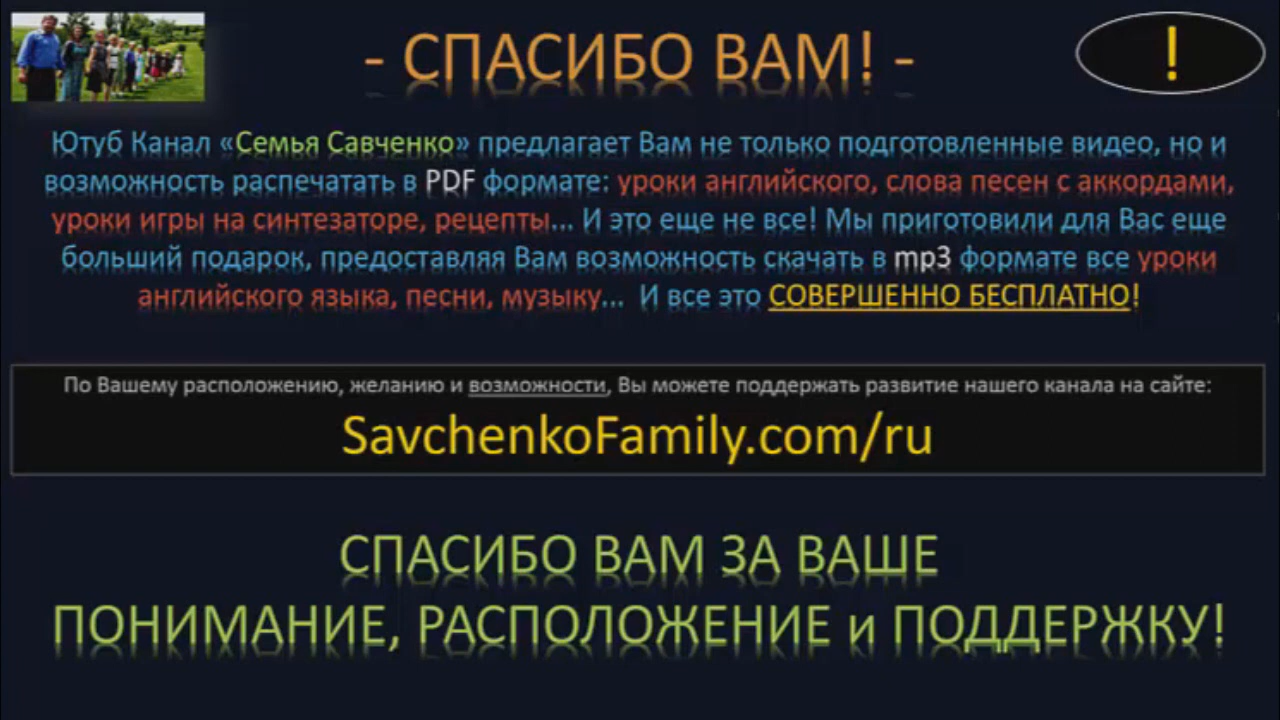 - СПАСИБО ВАМ! -
!
Ютуб Канал «Семья Савченко» предлагает Вам не только подготовленные видео, но и
возможность распечатать в PDF формате: уроки английского, слова песен с аккордами,
уроки игры на синтезаторе, рецепты... И это еще не все! Мы приготовили для Вас еще
больший подарок, предоставляя Вам возможность скачать в mp3 формате все уроки
английского языка, песни, музыку... И все это СОВЕРШЕННО БЕСПЛАТНО!
По Вашему расположению, желанию и возможности, Вы можете поддержать развитие нашего канала на сайте:
SavchenkoFamily.com/ru
СПАСИБО ВАМ ЗА ВАШЕ
ПОНИМАНИЕ, РАСПОЛОЖЕНИЕ и ПОДДЕРЖКУ!